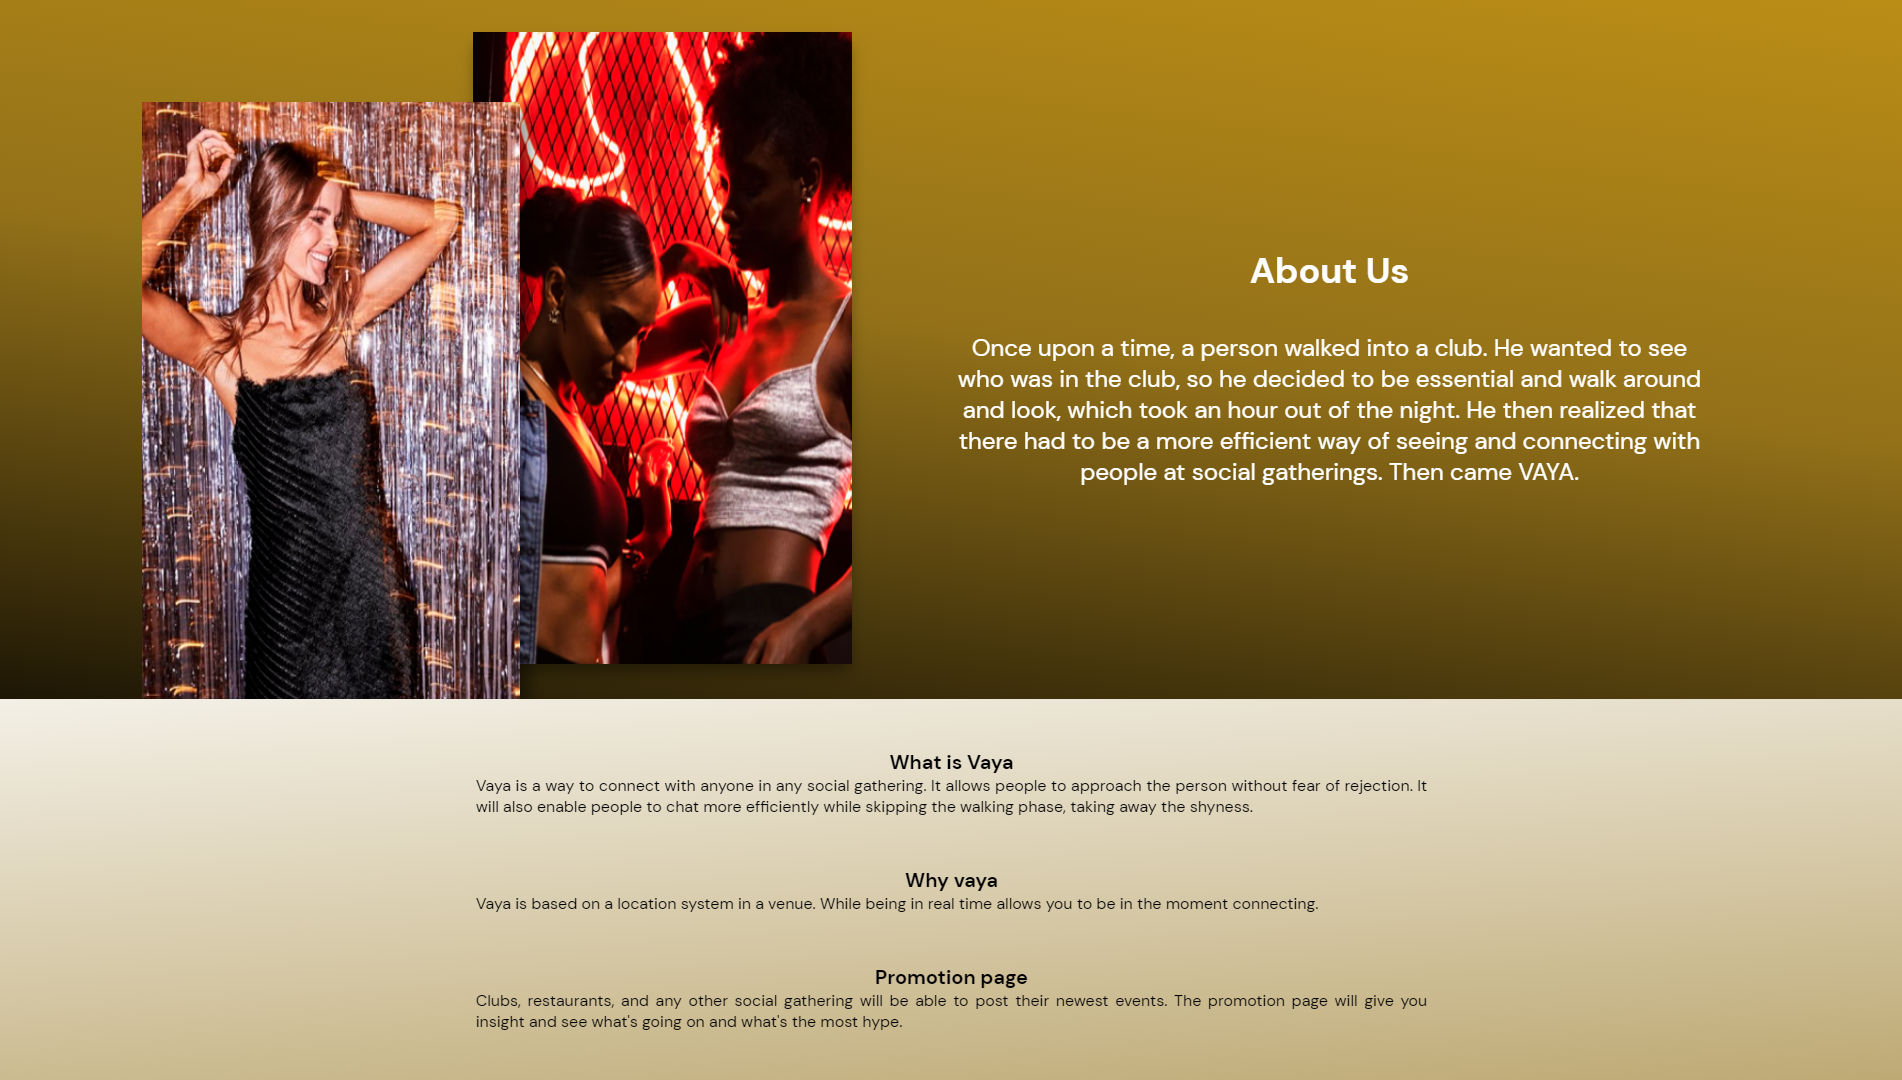 About Us
Once upon a time, a person walked into a club. He wanted to see
who was in the club, so he decided to be essential and walk around
and look, which took an hour out of the night. He then realized that
there had to be a more efficient way of seeing and connecting with
people at social gatherings. Then came VAYA.
What is Vaya
Vaya is a way to connect with anyone in any social gathering. It allows people to approach the person without fear of rejection. It
will also enable people to chat more efficiently while skipping the walking phase, taking away the shyness.
Why vaya
Vaya is based on a location system in a venue. While being in real time allows you to be in the moment connecting.
Promotion page
Clubs, restaurants, and any other social gathering will be able to post their newest events. The promotion page will give you
insight and see what's going on and what's the most hype.